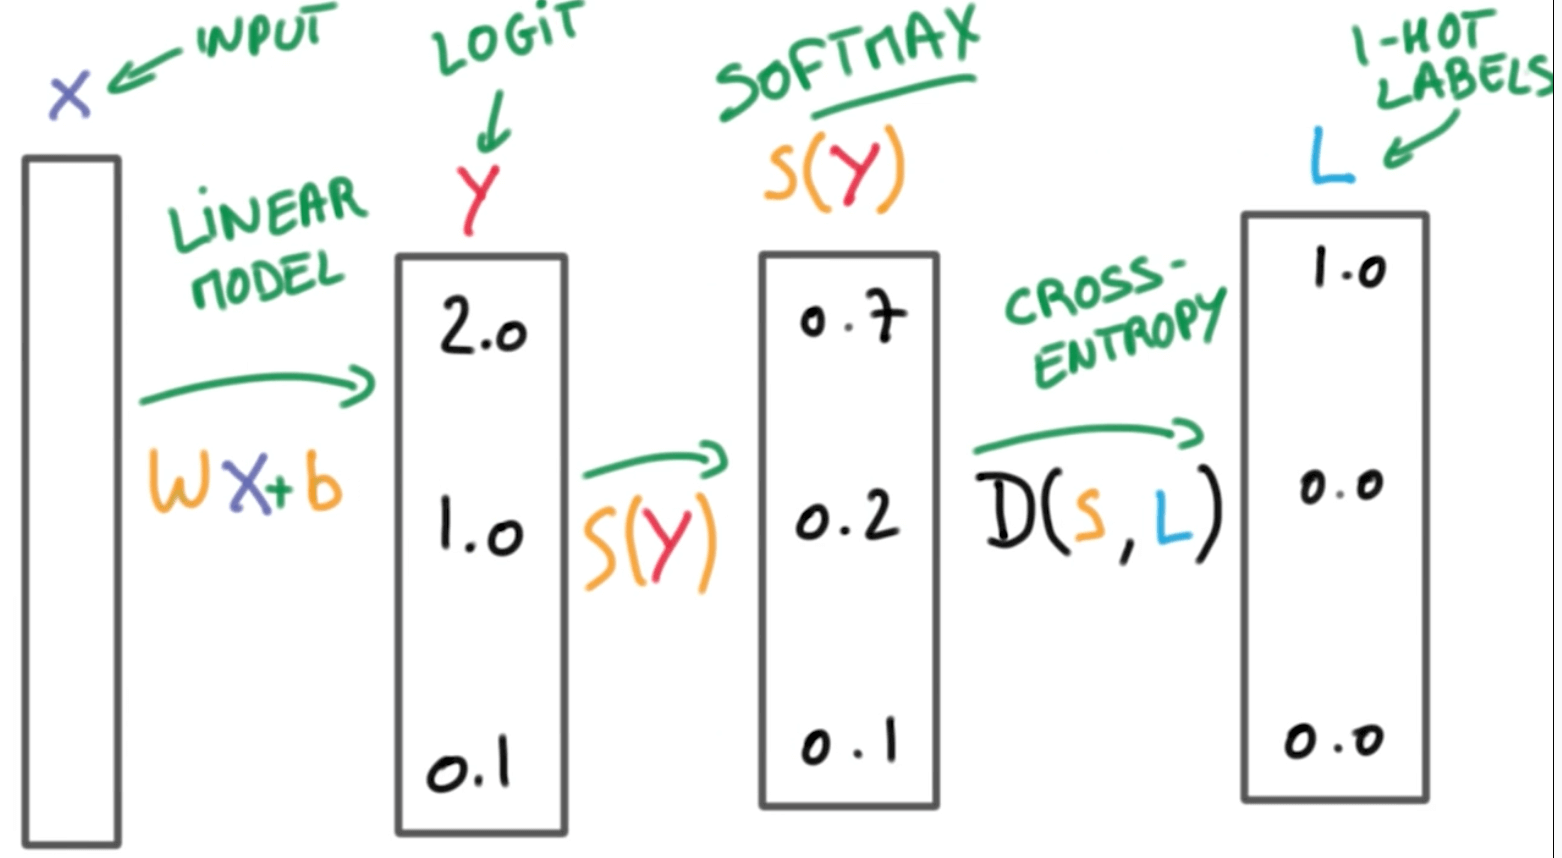 X
INPUT
LINEAR
MODEL
WX+b
LOGIT
Y
2.0
1.0
0.1
S(Y)
SOFTMAX
S(Y)
0.7
0.2
0.1
CROSS-
ENTROPY
D(S,L)
1-HOT
LABELS
L
1.0
0.0
0.0